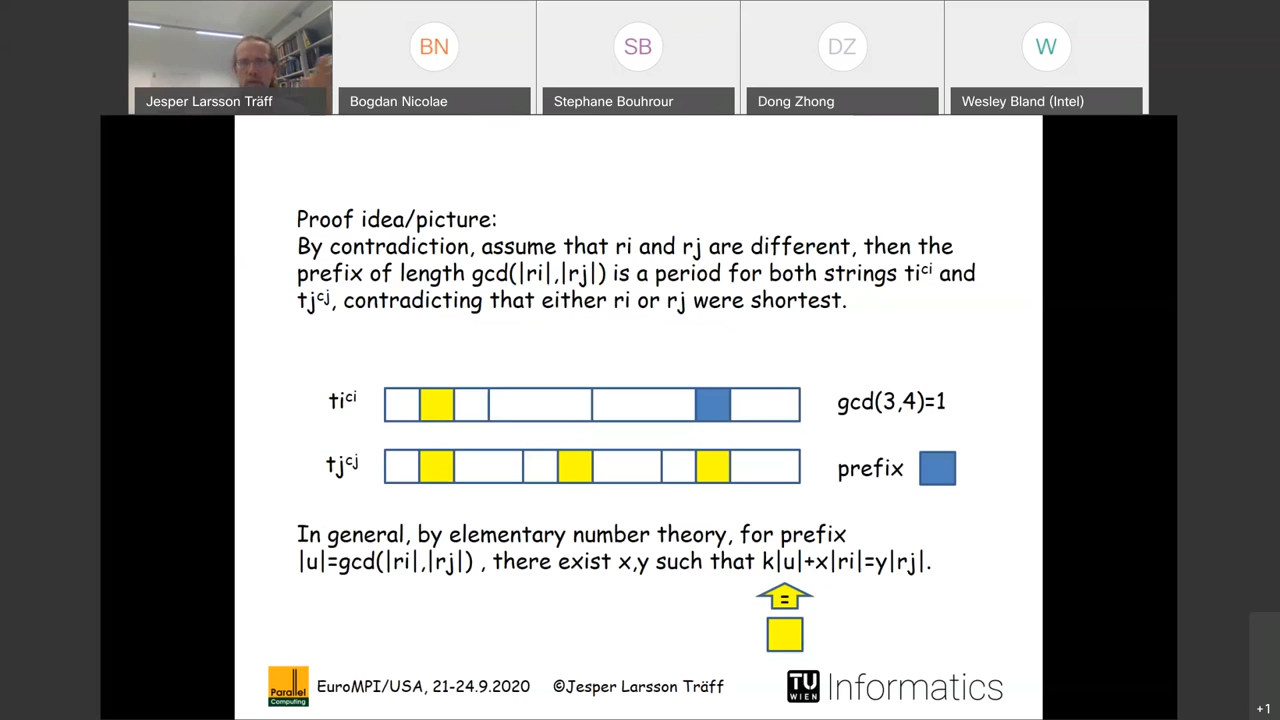 BN
SB
DZ
W
Jesper Larsson Träff
Bogdan Nicolae
Stephane Bouhrour
Dong Zhong
Wesley Bland (Intel)
Proof idea/picture:
By contradiction, assume that ri and rj are different, then the
prefix of length gcd(|ri|,|rj|) is a period for both strings tiᶜⁱ and
tjᶜʲ, contradicting that either ri or rj were shortest.
tiᶜⁱ
gcd(3,4)=1
tjᶜʲ
prefix
In general, by elementary number theory, for prefix
|u|=gcd(|ri|,|rj|) , there exist x,y such that k|u|+x|ri|=y|rj|.
=
Parallel
Computing
EuroMPI/USA, 21-24.9.2020 ©Jesper Larsson Träff
TU
WIEN
Informatics
+1